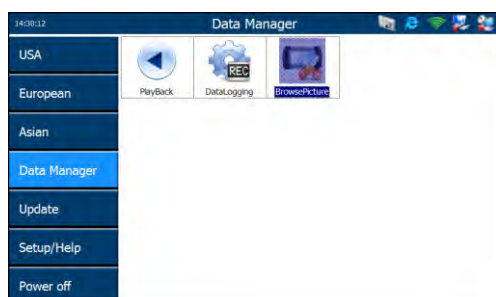 14:30:12
Data Manager
USA
European
Asian
Data Manager
Update
Setup/Help
Power off
REC
PlayBack
DataLogging
BrowsePicture